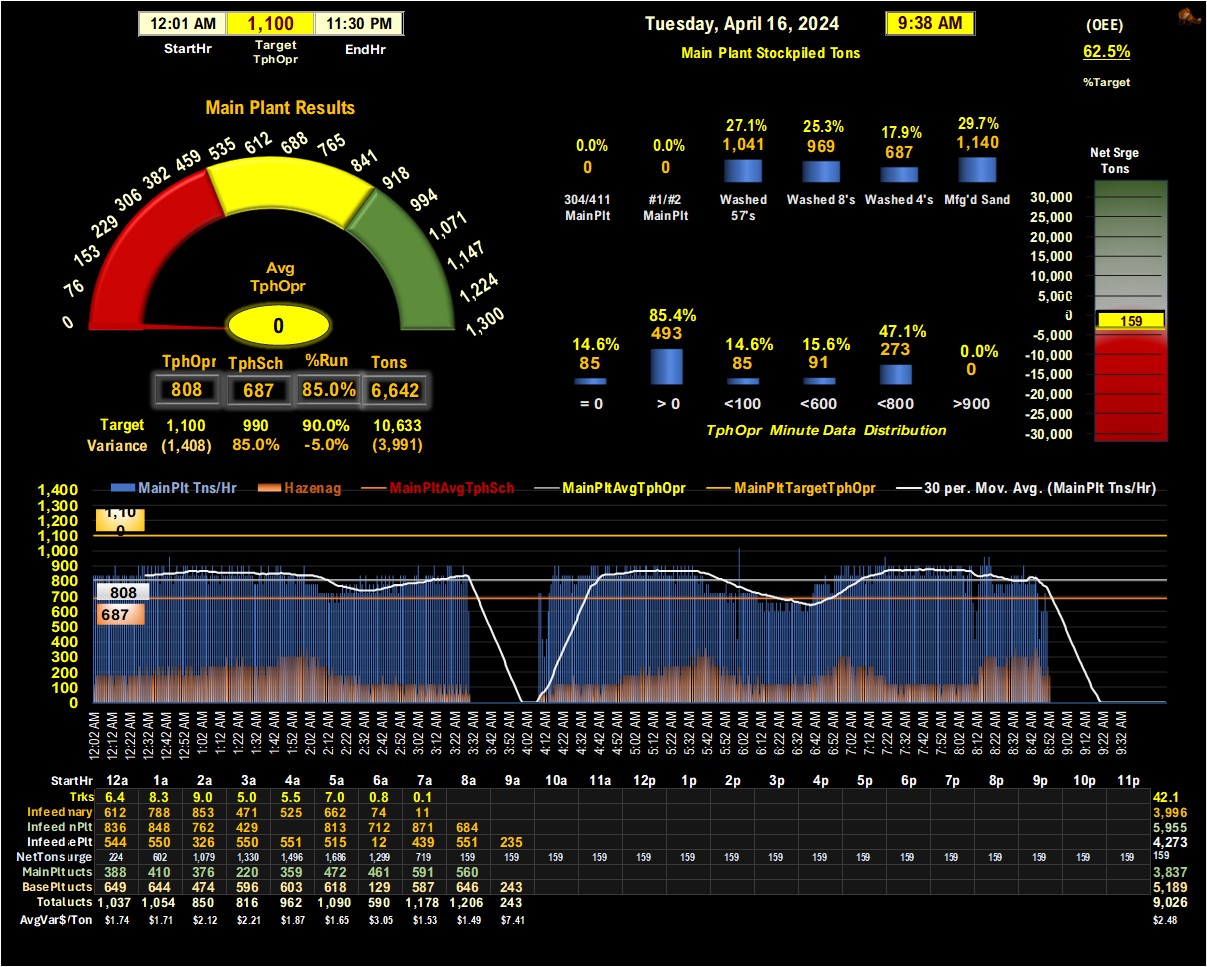 12:01 AM 1,100 11:30 PM
StartHr Target TphOpr EndHr
Tuesday, April 16, 2024 9:38 AM
Main Plant Stockpiled Tons
(OEE)
62.5%
%Target
Main Plant Results
0 76 153 229 306 382 459 535 612 688 765 841 918 994 1,071 1,147 1,224 1,300
Avg
TphOpr
0
TphOpr TphSch %Run Tons
808 687 85.0% 6,642
Target 1,100 990 90.0% 10,633
Variance (1,408) 85.0% -5.0% (3,991)
0.0% 0.0% 27.1% 25.3% 17.9% 29.7%
0 0 1,041 969 687 1,140
304/411 MainPlt #1/#2 MainPlt Washed 57's Washed 8's Washed 4's Mfg'd Sand
14.6% 85.4% 14.6% 15.6% 47.1% 0.0%
85 493 85 91 273 0
= 0 > 0 <100 <600 <800 >900
TphOpr Minute Data Distribution
Net Srge
Tons
30,000
25,000
20,000
15,000
10,000
5,000
0
159
-5,000
-10,000
-15,000
-20,000
-25,000
-30,000
MainPlt Tns/Hr Hazenag MainPltAvgTphSch MainPltAvgTphOpr MainPltTargetTphOpr 30 per. Mov. Avg. (MainPlt Tns/Hr)
1,400
1,300
1,200
1,100
1,000
900
800
700
600
500
400
300
200
100
0
1,10
0
808
687
12:02 AM 12:12 AM 12:22 AM 12:32 AM 12:42 AM 12:52 AM 1:02 AM 1:12 AM 1:22 AM 1:32 AM 1:42 AM 1:52 AM 2:02 AM 2:12 AM 2:22 AM 2:32 AM 2:42 AM 2:52 AM 3:02 AM 3:12 AM 3:22 AM 3:32 AM 3:42 AM 3:52 AM 4:02 AM 4:12 AM 4:22 AM 4:32 AM 4:42 AM 4:52 AM 5:02 AM 5:12 AM 5:22 AM 5:32 AM 5:42 AM 5:52 AM 6:02 AM 6:12 AM 6:22 AM 6:32 AM 6:42 AM 6:52 AM 7:02 AM 7:12 AM 7:22 AM 7:32 AM 7:42 AM 7:52 AM 8:02 AM 8:12 AM 8:22 AM 8:32 AM 8:42 AM 8:52 AM 9:02 AM 9:12 AM 9:22 AM 9:32 AM
StartHr 12a 1a 2a 3a 4a 5a 6a 7a 8a 9a 10a 11a 12p 1p 2p 3p 4p 5p 6p 7p 8p 9p 10p 11p
Trks 6.4 8.3 9.0 5.0 5.5 7.0 0.8 0.1 42.1
Infeed mary 612 788 853 471 525 662 74 11 3,996
Infeed nPlt 836 848 762 429 813 712 871 684 5,955
Infeed ePlt 544 550 326 550 551 515 12 439 551 235 4,273
NetTons urge 224 602 1,079 1,330 1,496 1,686 1,299 719 159 159 159 159 159 159 159 159 159 159 159 159 159 159 159 159 159
MainPlt ucts 388 410 376 220 359 472 461 591 560 3,837
BasePlt ucts 649 644 474 596 603 618 129 587 646 243 5,189
Total ucts 1,037 1,054 850 816 962 1,090 590 1,178 1,206 243 9,026
AvgVar$/Ton $1.74 $1.71 $2.12 $2.21 $1.87 $1.65 $3.05 $1.53 $1.49 $7.41 $2.48